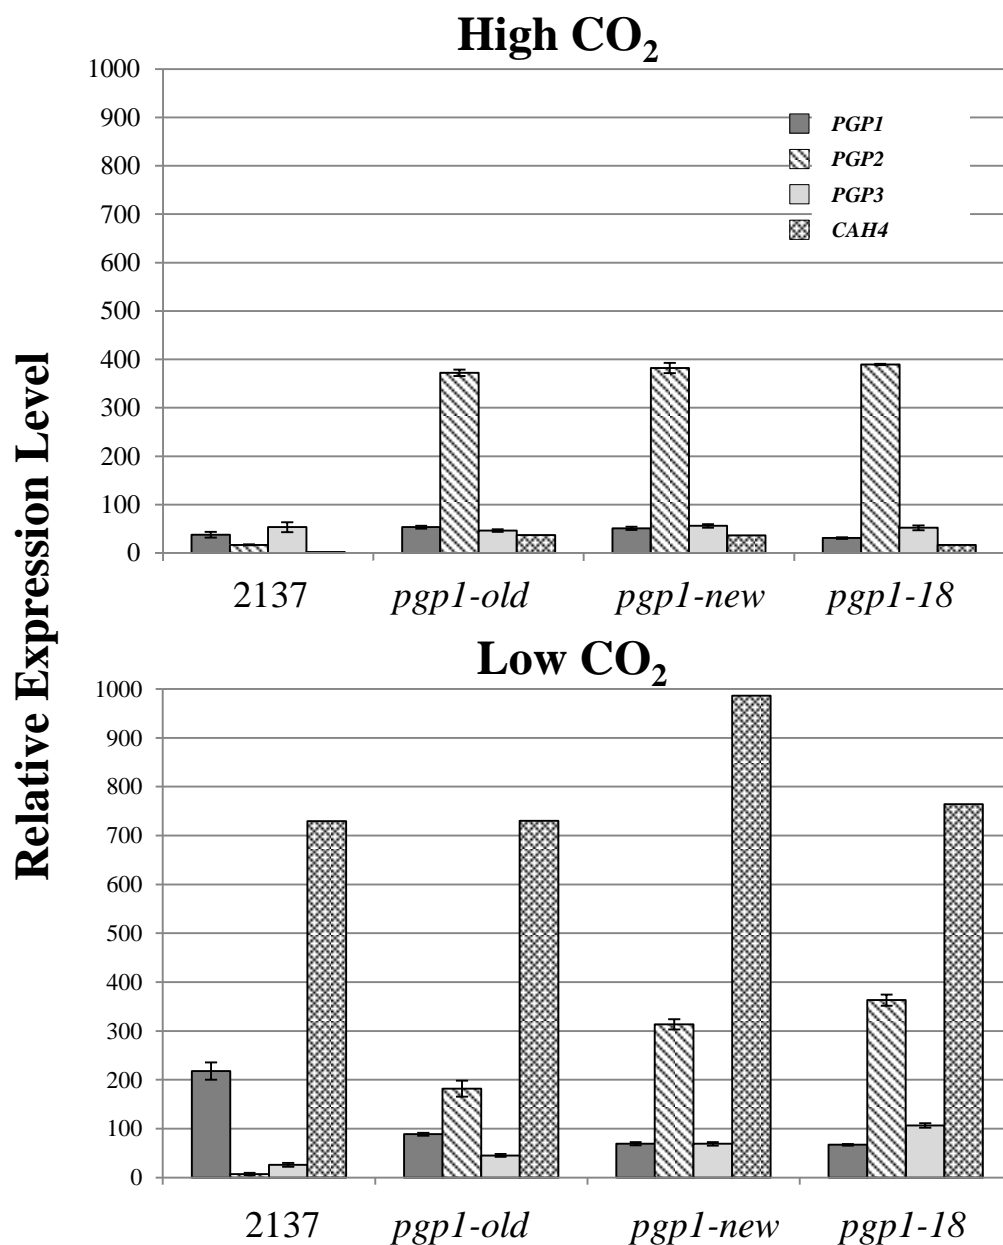 High CO₂
1000
900
800
700
600
500
400
300
200
100
0
PGP1
PGP2
PGP3
CAH4
2137 pgp1-old pgp1-new pgp1-18
Relative Expression Level
Low CO₂
1000
900
800
700
600
500
400
300
200
100
0
2137 pgp1-old pgp1-new pgp1-18